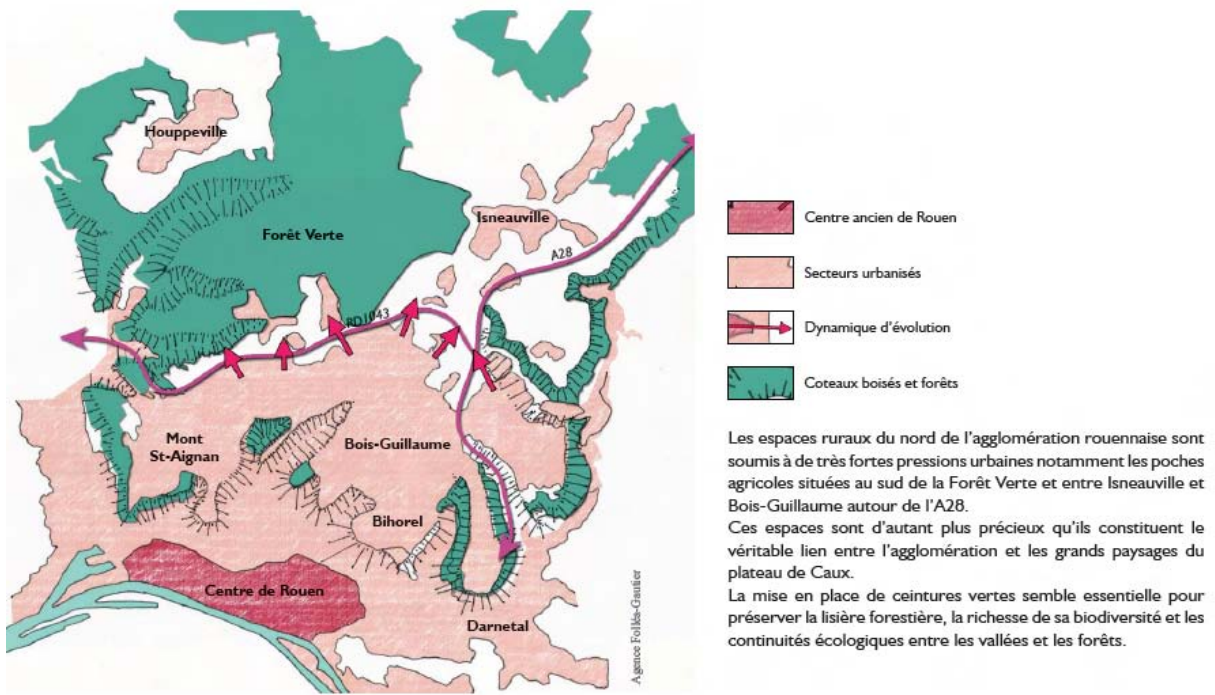 Houppeville
Forêt Verte
Isneauville
A28
RD1043
Mont
St-Aignan
Bois-Guillaume
Bihorel
Centre de Rouen
Darnetal
Agence Folléa-Gautier
Centre ancien de Rouen
Secteurs urbanisés
Dynamique d'évolution
Coteaux boisés et forêts
Les espaces ruraux du nord de l'agglomération rouennaise sont
soumis à de très fortes pressions urbaines notamment les poches
agricoles situées au sud de la Forêt Verte et entre Isneauville et
Bois-Guillaume autour de l'A28.
Ces espaces sont d'autant plus précieux qu'ils constituent le
véritable lien entre l'agglomération et les grands paysages du
plateau de Caux.
La mise en place de ceintures vertes semble essentielle pour
préserver la lisière forestière, la richesse de sa biodiversité et les
continuités écologiques entre les vallées et les forêts.